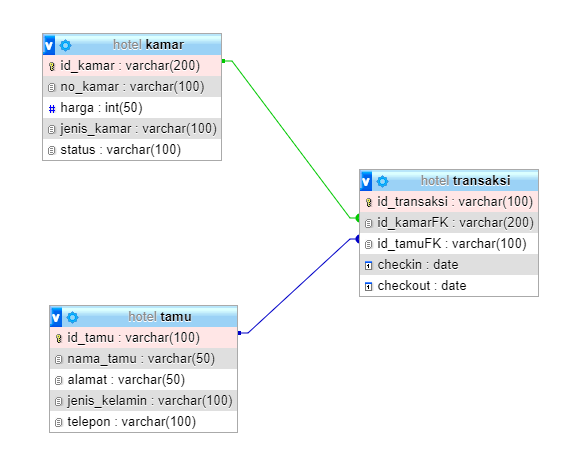 hotel kamar
id_kamar : varchar(200)
no_kamar : varchar(100)
# harga : int(50)
jenis_kamar : varchar(100)
status : varchar(100)
hotel transaksi
id_transaksi : varchar(100)
id_kamarFK : varchar(200)
id_tamuFK : varchar(100)
checkin : date
checkout : date
hotel tamu
id_tamu : varchar(100)
nama_tamu : varchar(50)
alamat : varchar(50)
jenis_kelamin : varchar(100)
telepon : varchar(100)